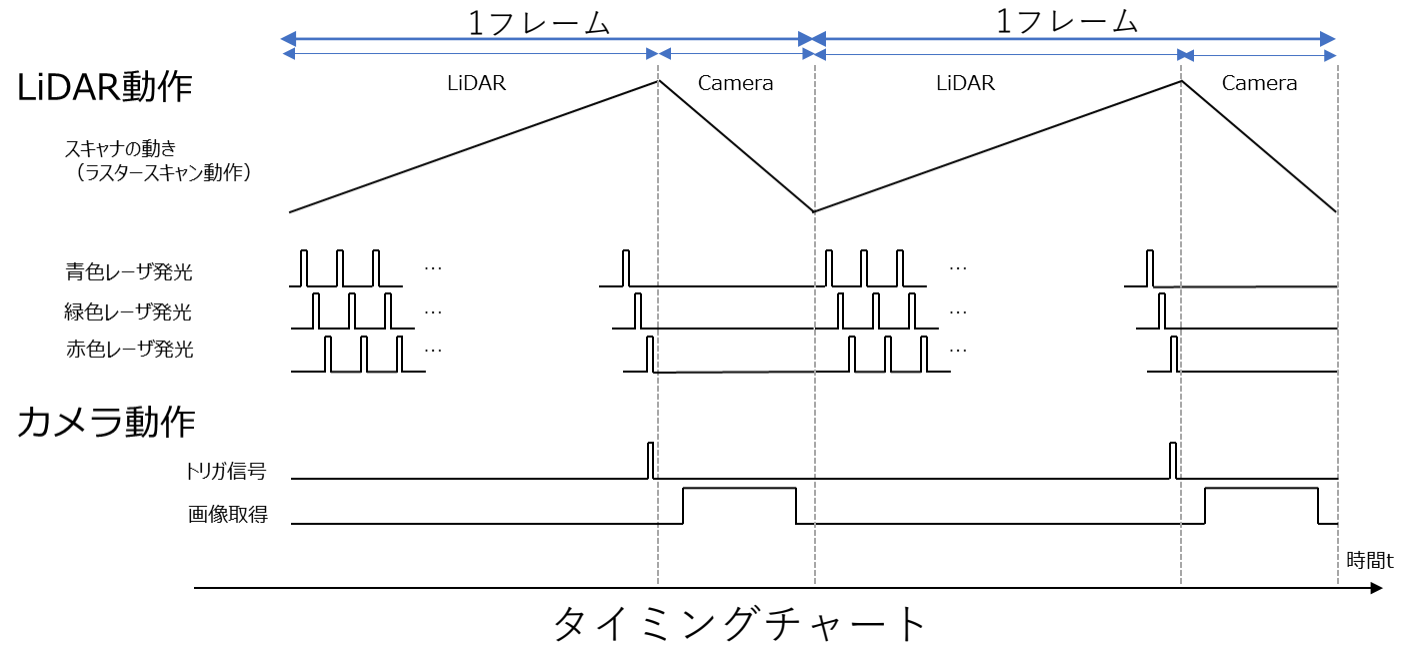 1フレーム
1フレーム
LiDAR動作
LiDAR
Camera
LiDAR
Camera
スキャナの動き
（ラスタースキャン動作）
青色レーザ発光
…
…
緑色レーザ発光
…
…
赤色レーザ発光
…
…
カメラ動作
トリガ信号
画像取得
時間t
タイミングチャート